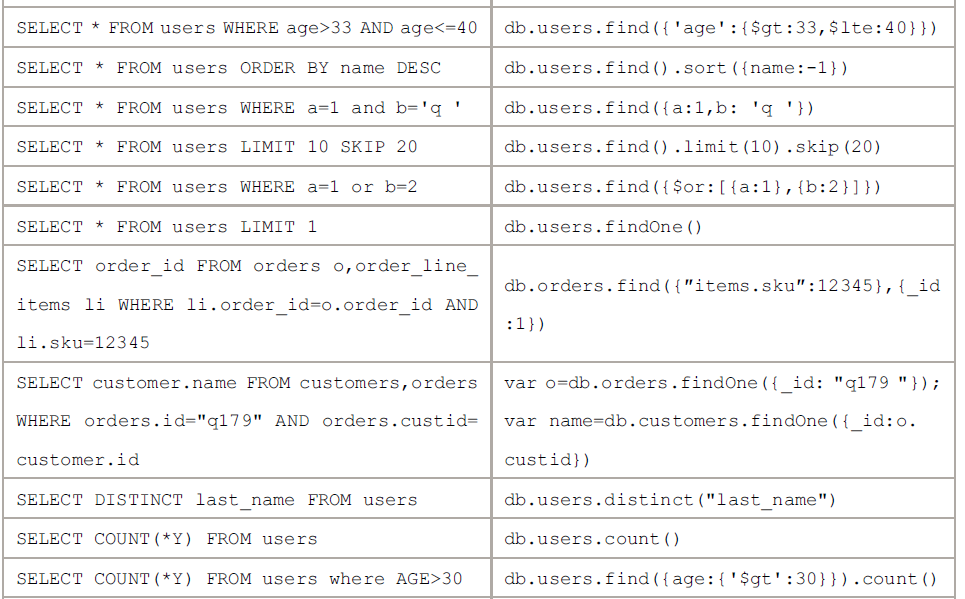 SELECT * FROM users WHERE age>33 AND age<=40 db.users.find({'age':{$gt:33,$lte:40}})
SELECT * FROM users ORDER BY name DESC db.users.find().sort({name:-1})
SELECT * FROM users WHERE a=1 and b='q ' db.users.find({a:1,b: 'q '})
SELECT * FROM users LIMIT 10 SKIP 20 db.users.find().limit(10).skip(20)
SELECT * FROM users WHERE a=1 or b=2 db.users.find({$or:[{a:1},{b:2}]})
SELECT * FROM users LIMIT 1 db.users.findOne()
SELECT order_id FROM orders o,order_line_
items li WHERE li.order_id=o.order_id AND
li.sku=12345
db.orders.find({"items.sku":12345},{_id
:1})
SELECT customer.name FROM customers,orders
WHERE orders.id="q179" AND orders.custid=
customer.id
var o=db.orders.findOne({_id: "q179 "});
var name=db.customers.findOne({_id:o.
custid})
SELECT DISTINCT last_name FROM users db.users.distinct("last_name")
SELECT COUNT(*Y) FROM users db.users.count()
SELECT COUNT(*Y) FROM users where AGE>30 db.users.find({age:{'$gt':30}}).count()